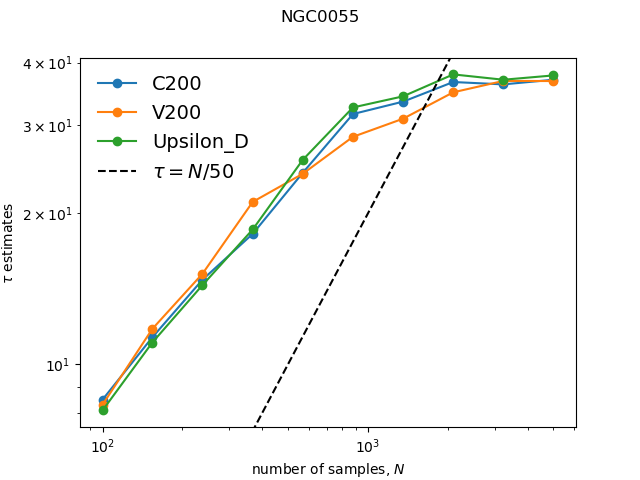 NGC0055
C200
V200
Upsilon_D
τ = N/50
4 × 10¹
3 × 10¹
2 × 10¹
10¹
τ estimates
10² 10³
number of samples, N